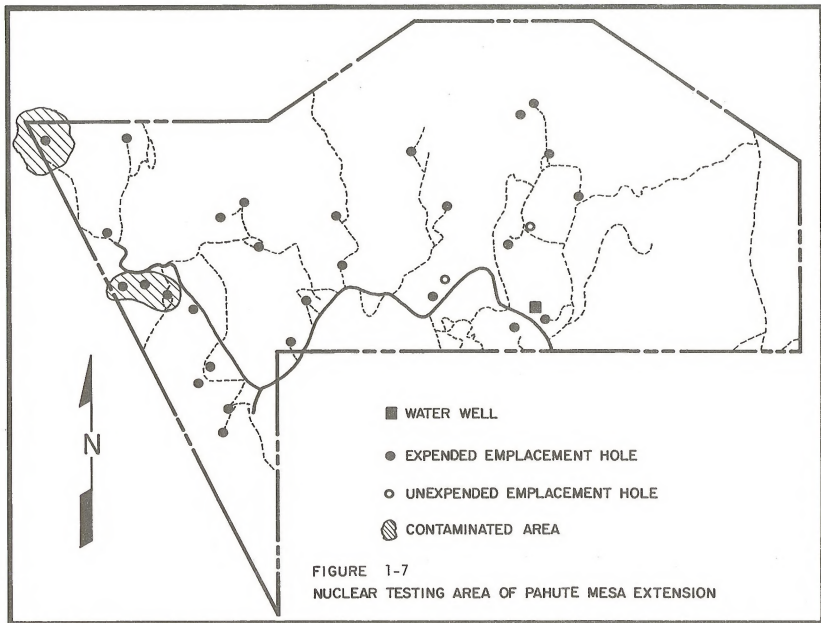 N
WATER WELL
EXPENDED EMPLACEMENT HOLE
UNEXPENDED EMPLACEMENT HOLE
CONTAMINATED AREA
FIGURE 1-7
NUCLEAR TESTING AREA OF PAHUTE MESA EXTENSION